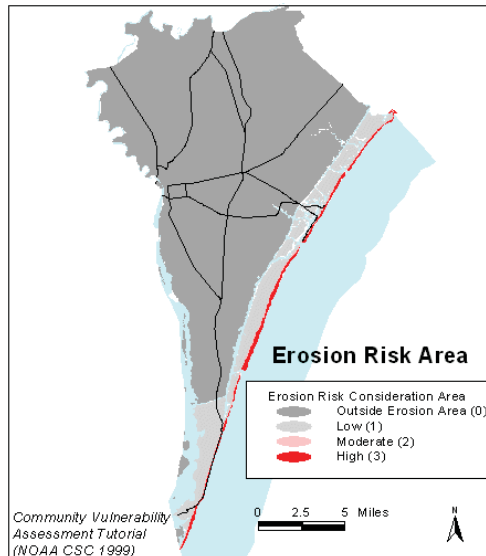 Erosion Risk Area
Erosion Risk Consideration Area
Outside Erosion Area (0)
Low (1)
Moderate (2)
High (3)
2.5 0 5 Miles
N
Community Vulnerability
Assessment Tutorial
(NOAA CSC 1999)